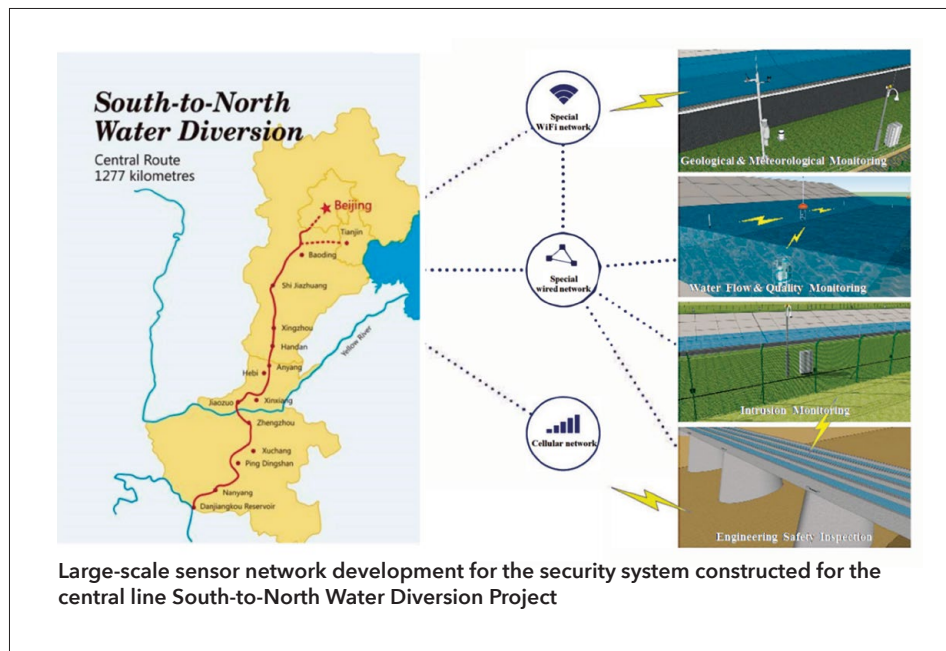 South-to-North
Water Diversion
Central Route
1277 kilometres
Beijing
Tianjin
Baoding
Shi Jiazhuang
Xingzhou
Handan
Yellow River
Anyang
Hebi
Xinxiang
Jiaozuo
Zhengzhou
Xuchang
Ping Dingshan
Nanyang
Danjiangkou Reservoir
Special
WiFi network
Special
wired network
Cellular network
Geological & Meteorological Monitoring
Water Flow & Quality Monitoring
Intrusion Monitoring
Engineering Safety Inspection
Large-scale sensor network development for the security system constructed for the
central line South-to-North Water Diversion Project